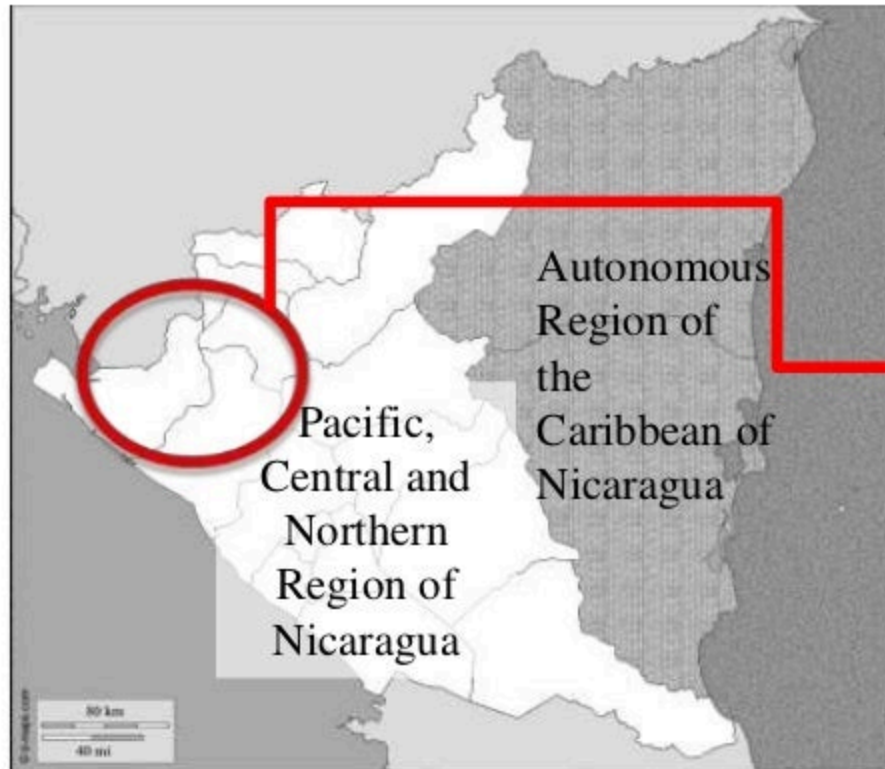 Autonomous
Region of
the
Caribbean of
Nicaragua
Pacific,
Central and
Northern
Region of
Nicaragua
80 km
40 mi